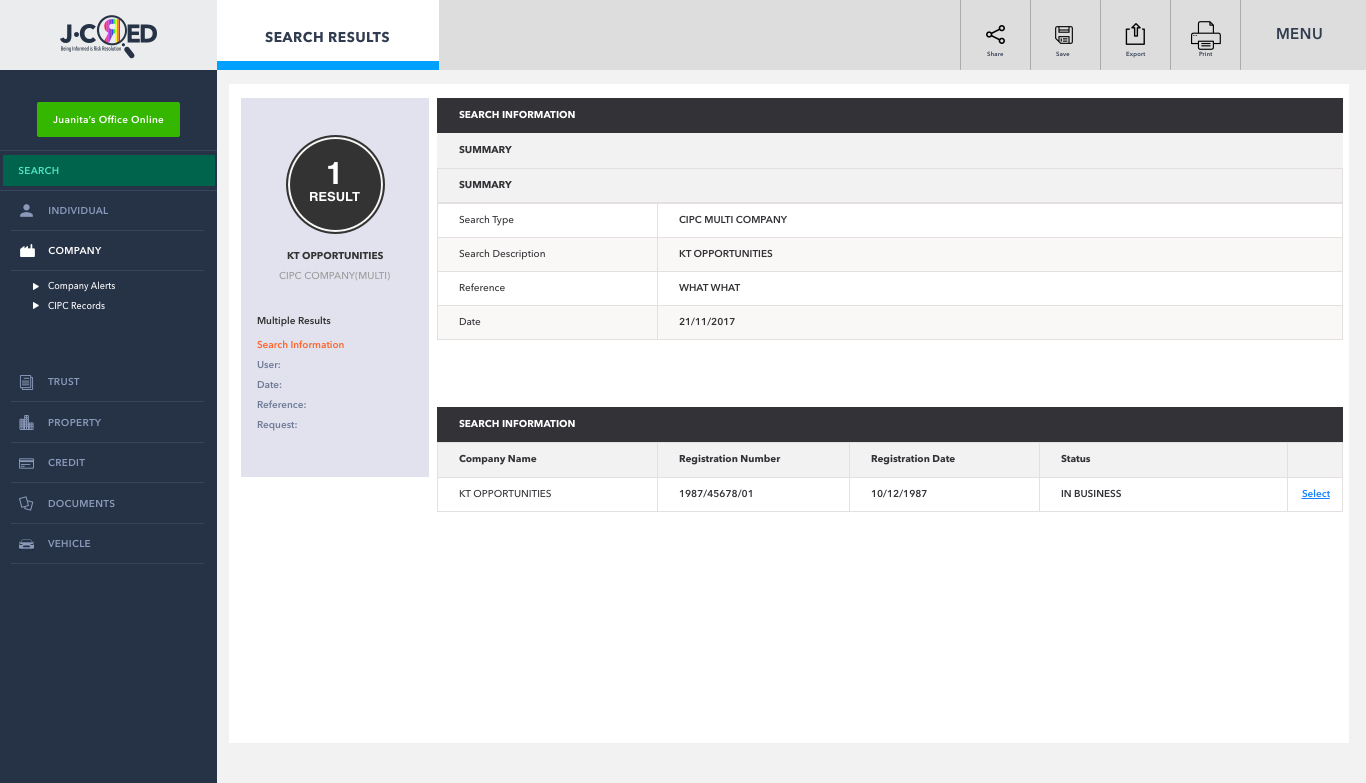 J-CRED
Being Informed is Risk Resolution
SEARCH RESULTS
Share
Save
Export
Print
MENU
Juanita's Office Online
SEARCH
INDIVIDUAL
COMPANY
Company Alerts
CIPC Records
TRUST
PROPERTY
CREDIT
DOCUMENTS
VEHICLE
1
RESULT
KT OPPORTUNITIES
CIPC COMPANY(MULTI)
Multiple Results
Search Information
User:
Date:
Reference:
Request:
SEARCH INFORMATION
SUMMARY
SUMMARY
Search Type CIPC MULTI COMPANY
Search Description KT OPPORTUNITIES
Reference WHAT WHAT
Date 21/11/2017
SEARCH INFORMATION
Company Name Registration Number Registration Date Status
KT OPPORTUNITIES 1987/45678/01 10/12/1987 IN BUSINESS Select